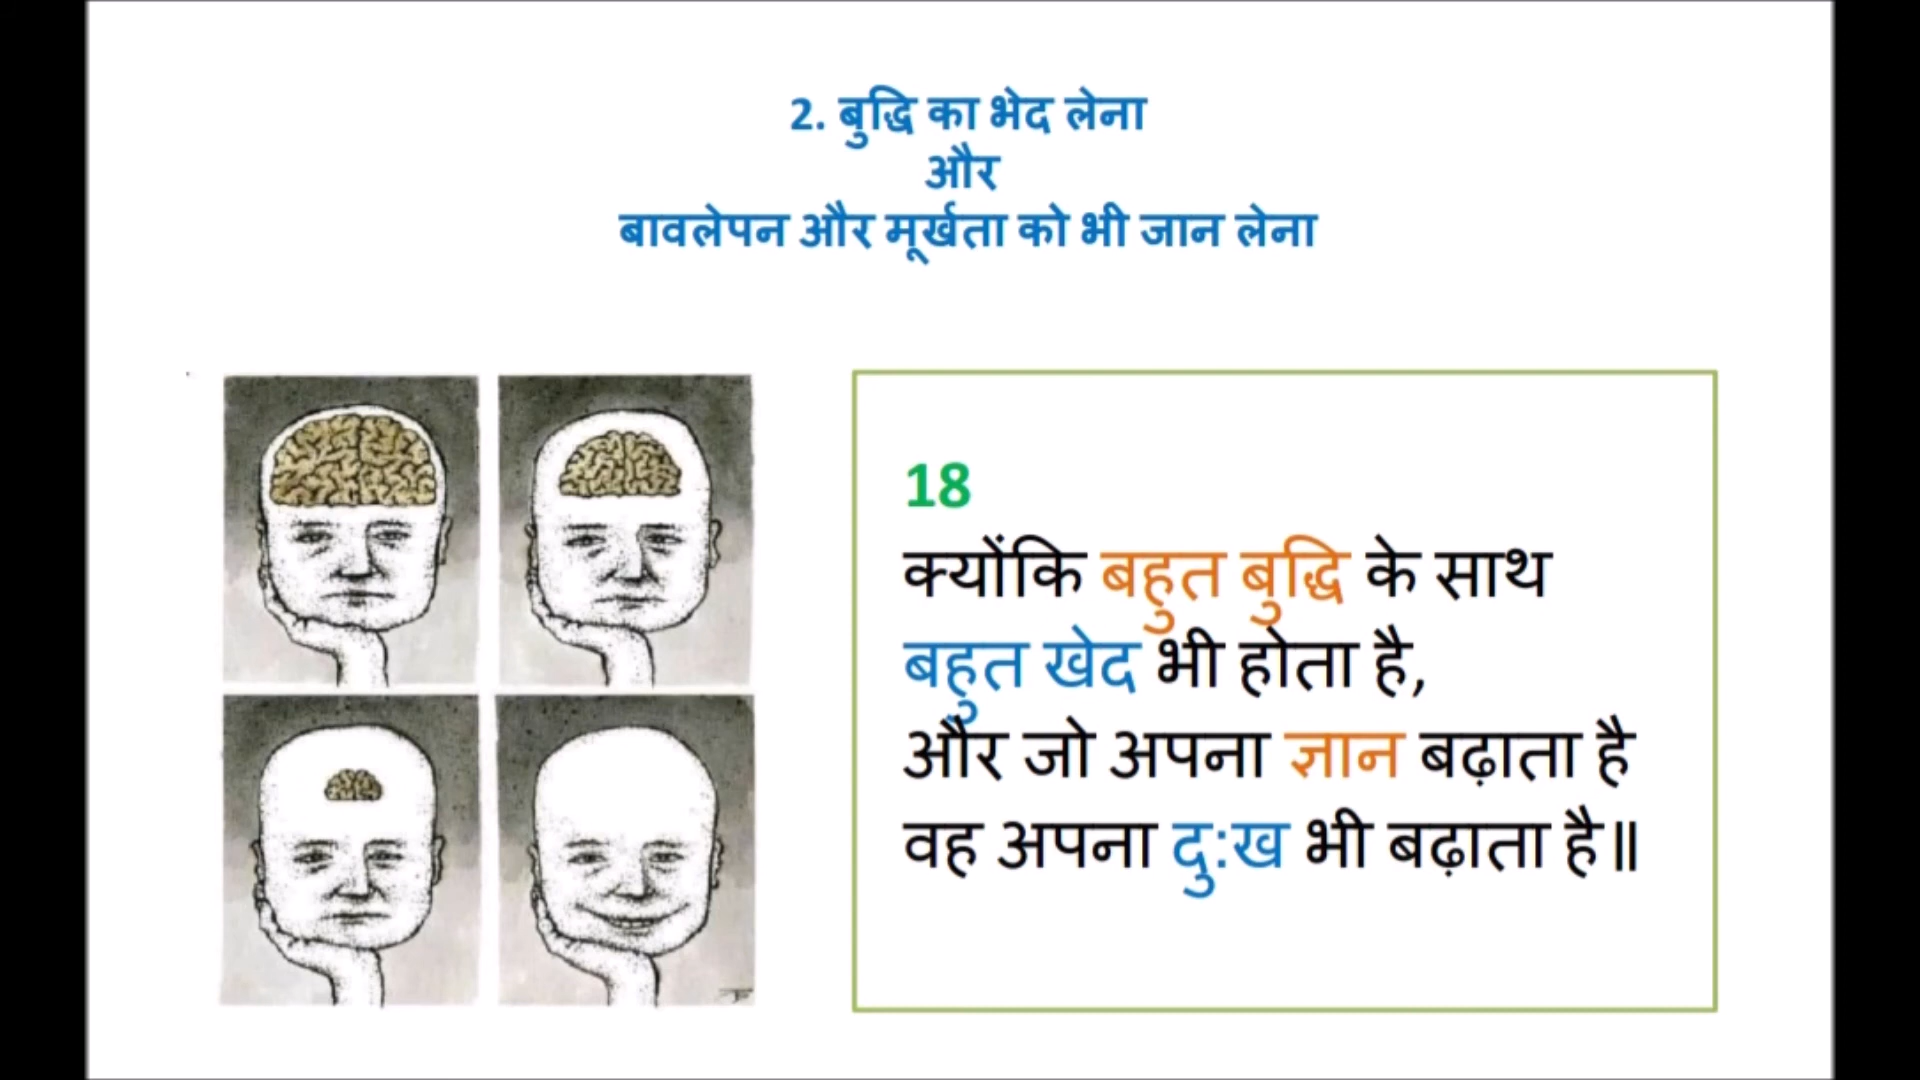 2. बुद्धि का भेद लेना
और
बावलेपन और मूर्खता को भी जान लेना
18
क्योंकि बहुत बुद्धि के साथ
बहुत खेद भी होता है,
और जो अपना ज्ञान बढ़ाता है
वह अपना दु:ख भी बढ़ाता है॥